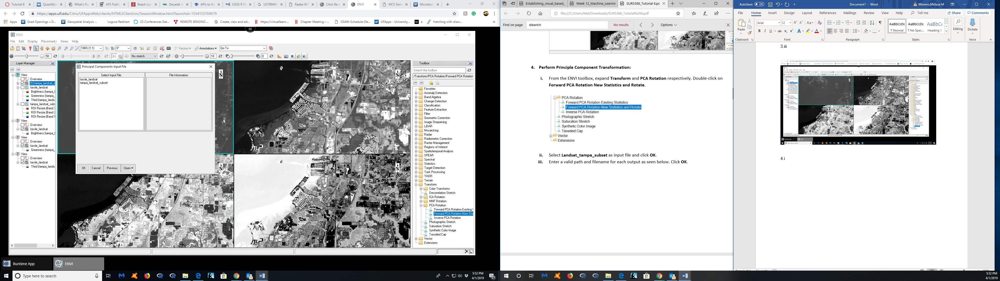 Tutorial 6
Quantifyin
What's Ne
AFS Public
Beach Loss
Decadal ch
APIs to the
USGS R Pa
US789498
Raabe WP
Citrix Rece
ENVI
MCS Sem
Microbiol
https://apps.ufl.edu/Citrix/UFAppsWeb/clients/HTML5Client/src/SessionWindow.html?launchid=1554153769679
Apps
Grad Openings » D...
Geospatial Analysis ...
Logout Redirect
23 Conferences Dat...
REMOTE SENSING ...
Create, view and ed...
https://virtuallearn...
Chapter Meeting – ...
GSAW-Schedule-De...
UFApps - University...
a
Hatching with draw...
ENVI
File Edit Display Placemarks Views Help
100% (1:1)
0°
Vectors
Annotations
Go To
50
20
No stretch
10
0
Layer Manager
View
Overview
[1] tampa_landsat_s
tassle_landsat
Brightness (tampa_l
Greenness (tampa_
Third (tampa_lands
tampa_landsat_subs
ROI Resize (Band 3
ROI Resize (Band 2
ROI Resize (Band 1
View
Overview
tassle_landsat
Brightness (tampa_l
View
Overview
tassle_landsat
Greenness (tampa_
View
Overview
tassle_landsat
Third (tampa_lands
Principal Components Input File
Select Input File:
File Information:
tassle_landsat
tampa_landsat_subset
OK
Cancel
Previous
Open
N
N
N
Toolbox
Search the toolbox
/Transform/PCA Rotation/Forward PCA Rotation
Favorites
Anomaly Detection
Band Algebra
Change Detection
Classification
Feature Extraction
Filter
Geometric Correction
Image Sharpening
LiDAR
Mosaicking
Radar
Radiometric Correction
Raster Management
Regions of Interest
Spatiotemporal Analysis
SPEAR
Spectral
Statistics
Target Detection
Task Processing
THOR
Terrain
Transform
Color Transforms
Decorrelation Stretch
ICA Rotation
MNF Rotation
PCA Rotation
Forward PCA Rotation Existing S
Forward PCA Rotation New Sta
Inverse PCA Rotation
Photographic Stretch
Saturation Stretch
Synthetic Color Image
Tasseled Cap
Vector
Extensions
Runtime App
ENVI
Type here to search
5:52 PM
4/1/2019
21
Establishing_visual_based_
Week 12_Machine_Learnin
SUR5386_Tutorial 6.pc
file:///C:/Users/Mel/Downloads/SUR5386_Tutorial%206.pdf
Find on page
eleanrin
No results
Options
4. Perform Principle Component Transformation:
i. From the ENVI toolbox, expand Transform and PCA Rotation respectively. Double-click on
Forward PCA Rotation New Statistics and Rotate.
PCA Rotation
Forward PCA Rotation Existing Statistics
Forward PCA Rotation New Statistics and Rotate
Inverse PCA Rotation
Photographic Stretch
Saturation Stretch
Synthetic Color Image
Tasseled Cap
Vector
Extensions
ii. Select Landsat_tampa_subset as input file and click OK.
iii. Enter a valid path and filename for each output as seen below. Click OK.
AutoSave
Off
Document1 - Word
Moreno,Melissa M
File Home Insert Design Layout References Mailings Review View Help Tell me
Share
Comments
Paste
Arial
12
Aa
B I U ab x₂ x²
AaBbCcDc
AaBbCcDc
AaBbC
¶ Normal
¶ No Spac...
Heading 1
Editing
Dictate
Clipboard
Font
Paragraph
Styles
Voice
3.iii
4.i
5:52 PM
4/1/2019